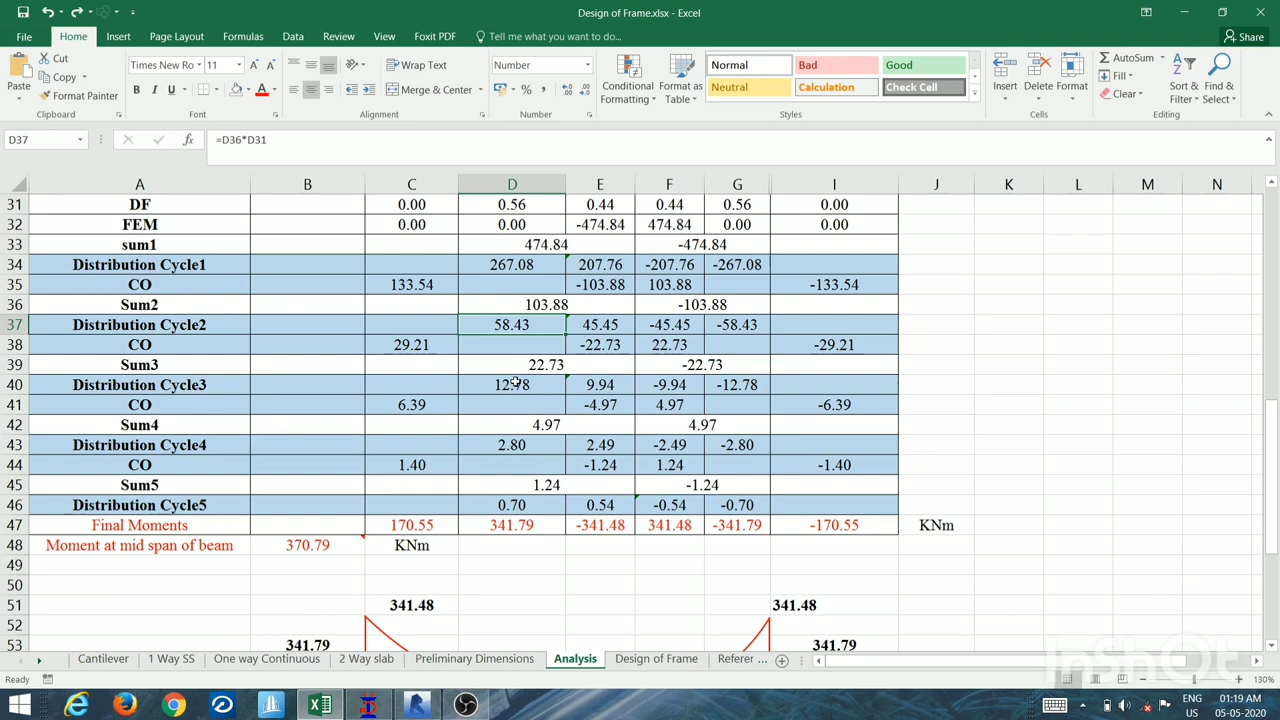 Design of Frame.xlsx - Excel
File Home Insert Page Layout Formulas Data Review View Foxit PDF Tell me what you want to do... Share
Paste
Cut
Copy
Format Painter
Clipboard
Times New Ro 11
B I U
Font
Wrap Text
Merge & Center
Alignment
Number
Number
Conditional Formatting
Format as Table
Normal Bad Good
Neutral Calculation Check Cell
Styles
Insert Delete Format
Cells
AutoSum
Fill
Clear
Sort & Filter
Find & Select
Editing
D37 =D36*D31
A B C D E F G I J K L M N
31 DF 0.00 0.56 0.44 0.44 0.56 0.00
32 FEM 0.00 0.00 -474.84 474.84 0.00 0.00
33 sum1 474.84 -474.84
34 Distribution Cycle1 267.08 207.76 -207.76 -267.08
35 CO 133.54 -103.88 103.88 -133.54
36 Sum2 103.88 -103.88
37 Distribution Cycle2 58.43 45.45 -45.45 -58.43
38 CO 29.21 -22.73 22.73 -29.21
39 Sum3 22.73 -22.73
40 Distribution Cycle3 12.78 9.94 -9.94 -12.78
41 CO 6.39 -4.97 4.97 -6.39
42 Sum4 4.97 4.97
43 Distribution Cycle4 2.80 2.49 -2.49 -2.80
44 CO 1.40 -1.24 1.24 -1.40
45 Sum5 1.24 -1.24
46 Distribution Cycle5 0.70 0.54 -0.54 -0.70
47 Final Moments 170.55 341.79 -341.48 341.48 -341.79 -170.55 KNm
48 Moment at mid span of beam 370.79 KNm
49
50
51 341.48 341.48
52
53 341.79 341.79
Cantilever 1 Way SS One way Continuous 2 Way slab Preliminary Dimensions Analysis Design of Frame Referer ...
InShOt
Ready 130%
ENG 01:19 AM
US 05-05-2020